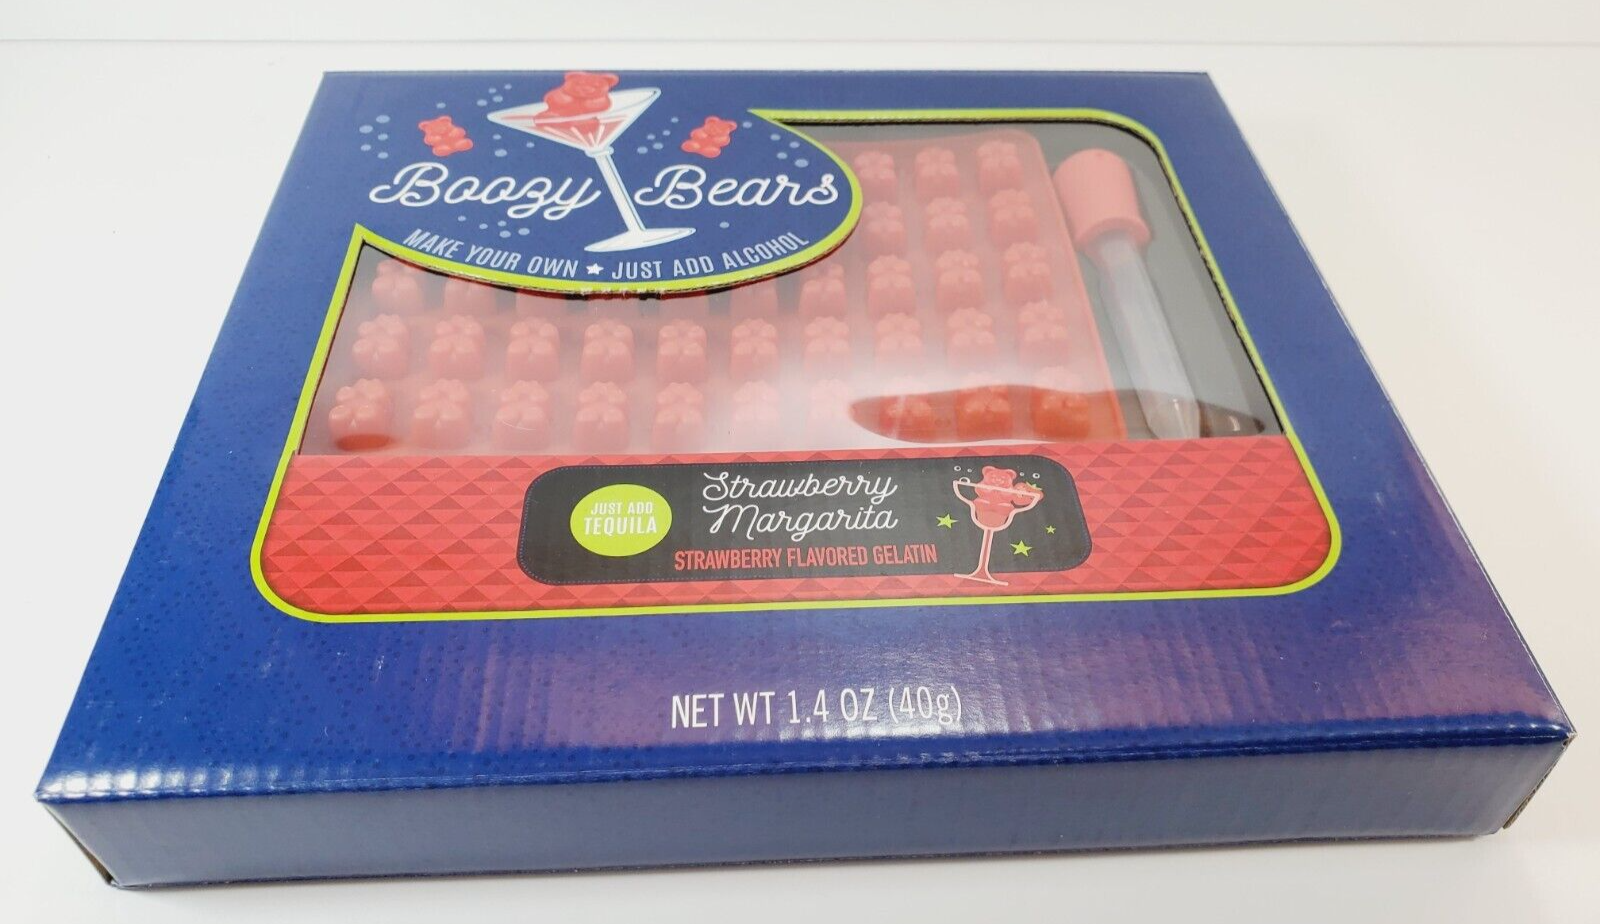 Boozy Bears
MAKE YOUR OWN ★ JUST ADD ALCOHOL
JUST ADD
TEQUILA
Strawberry
Margarita
STRAWBERRY FLAVORED GELATIN
NET WT 1.4 OZ (40g)